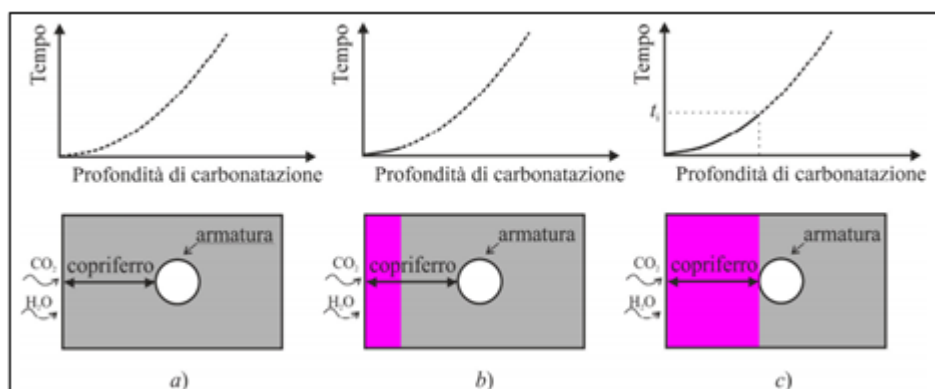 Tempo
Profondità di carbonatazione
armatura
CO₂
copriferro
H₂O
a)
Tempo
Profondità di carbonatazione
armatura
CO₂
copriferro
H₂O
b)
Tempo
Profondità di carbonatazione
armatura
CO₂
copriferro
H₂O
c)